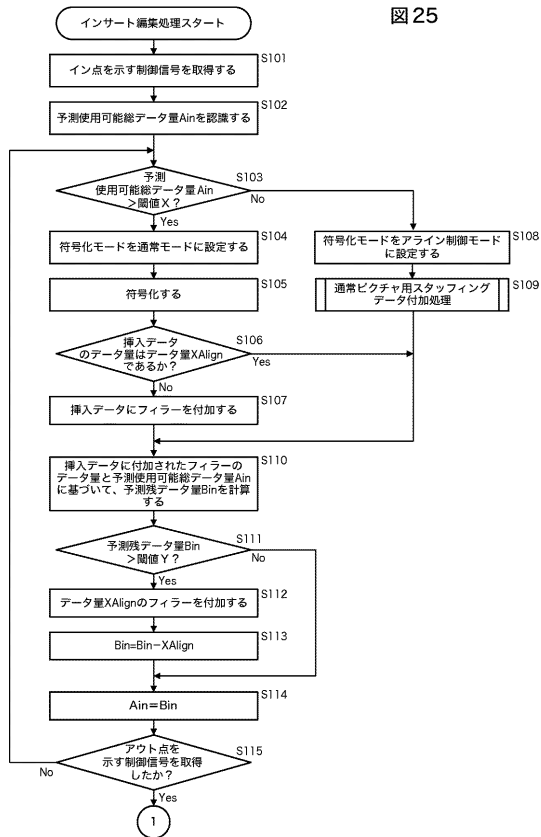 図25
インサート編集処理スタート
イン点を示す制御信号を取得する
S101
予測使用可能総データ量Ainを認識する
S102
予測
使用可能総データ量Ain
>閾値X?
S103
No
Yes
符号化モードを通常モードに設定する
S104
符号化モードをアライン制御モード
に設定する
S108
符号化する
S105
通常ピクチャ用スタッフィング
データ付加処理
S109
挿入データ
のデータ量はデータ量XAlign
であるか?
S106
Yes
No
挿入データにフィラーを付加する
S107
挿入データに付加されたフィラーの
データ量と予測使用可能総データ量Ain
に基づいて、予測残データ量Binを計算
する
S110
予測残データ量Bin
>閾値Y?
S111
No
Yes
データ量XAlignのフィラーを付加する
S112
Bin=Bin−XAlign
S113
Ain=Bin
S114
アウト点を
示す制御信号を取得
したか?
S115
No
Yes
1